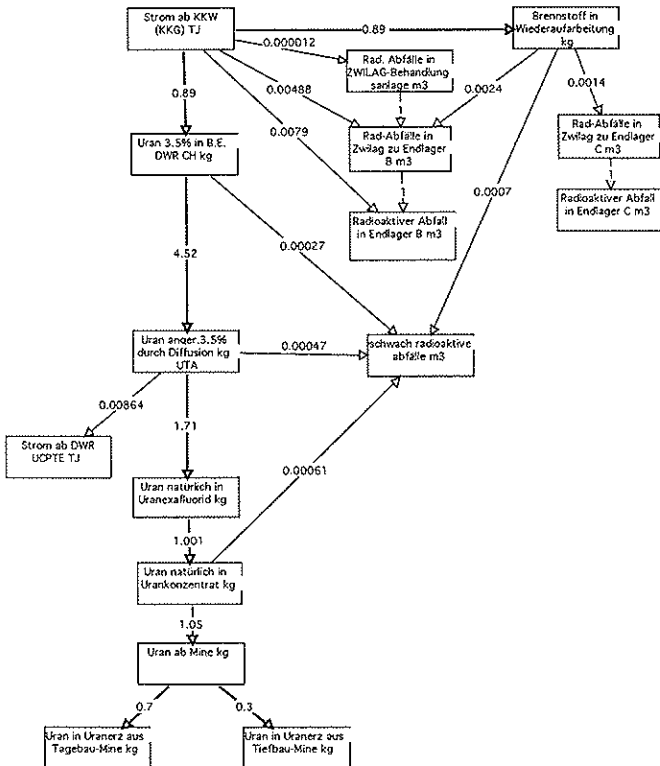 Strom ab KKW
(KKG) TJ
0.89
Brennstoff in
Wiederaufarbeitung
kg
0.000012
Rad. Abfälle in
ZWILAG-Behandlung
sanlage m3
0.00488
0.0024
0.0014
0.89
0.0079
Uran 3.5% in B.E.
DWR CH kg
Rad-Abfälle in
Zwilag zu Endlager
B m3
Rad-Abfälle in
Zwilag zu Endlager
C m3
0.0007
Radioaktiver Abfall
in Endlager B m3
Radioaktiver Abfall
in Endlager C m3
4.52
0.00027
Uran anger.3.5%
durch Diffusion kg
UTA
0.00047
schwach radioaktive
abfälle m3
0.00864
1.71
Strom ab DWR
UCPTE TJ
0.00061
Uran natürlich in
Uranexafluorid kg
1.001
Uran natürlich in
Urankonzentrat kg
1.05
Uran ab Mine kg
0.7
0.3
Uran in Uranerz aus
Tagebau-Mine kg
Uran in Uranerz aus
Tiefbau-Mine kg